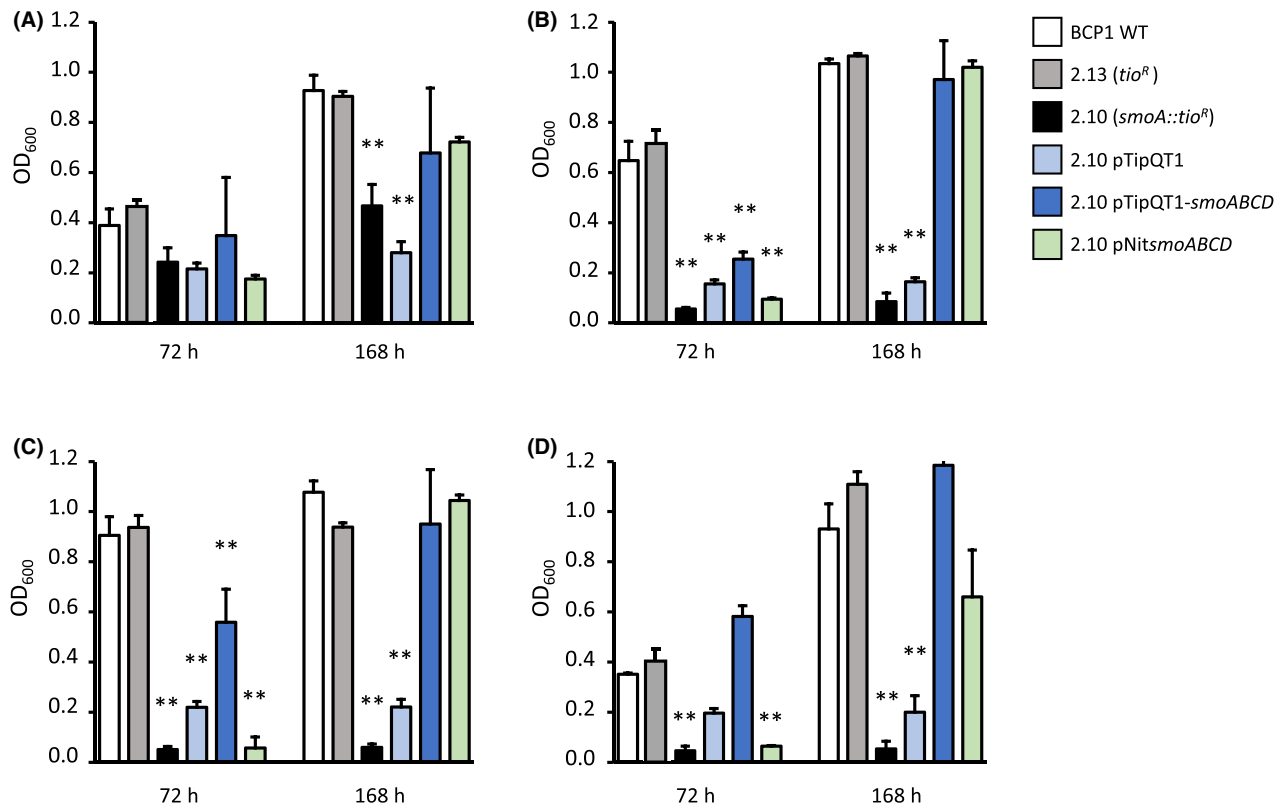 (A)
1.2
1.0
0.8
0.6
0.4
0.2
0.0
OD600
**
**
72 h
168 h
(B)
1.2
1.0
0.8
0.6
0.4
0.2
0.0
OD600
**
**
**
**
**
**
72 h
168 h
BCP1 WT
2.13 (tioR)
2.10 (smoA::tioR)
2.10 pTipQT1
2.10 pTipQT1-smoABCD
2.10 pNitsmoABCD
(C)
1.2
1.0
0.8
0.6
0.4
0.2
0.0
OD600
**
**
**
**
**
**
72 h
168 h
(D)
1.2
1.0
0.8
0.6
0.4
0.2
0.0
OD600
**
**
**
**
72 h
168 h